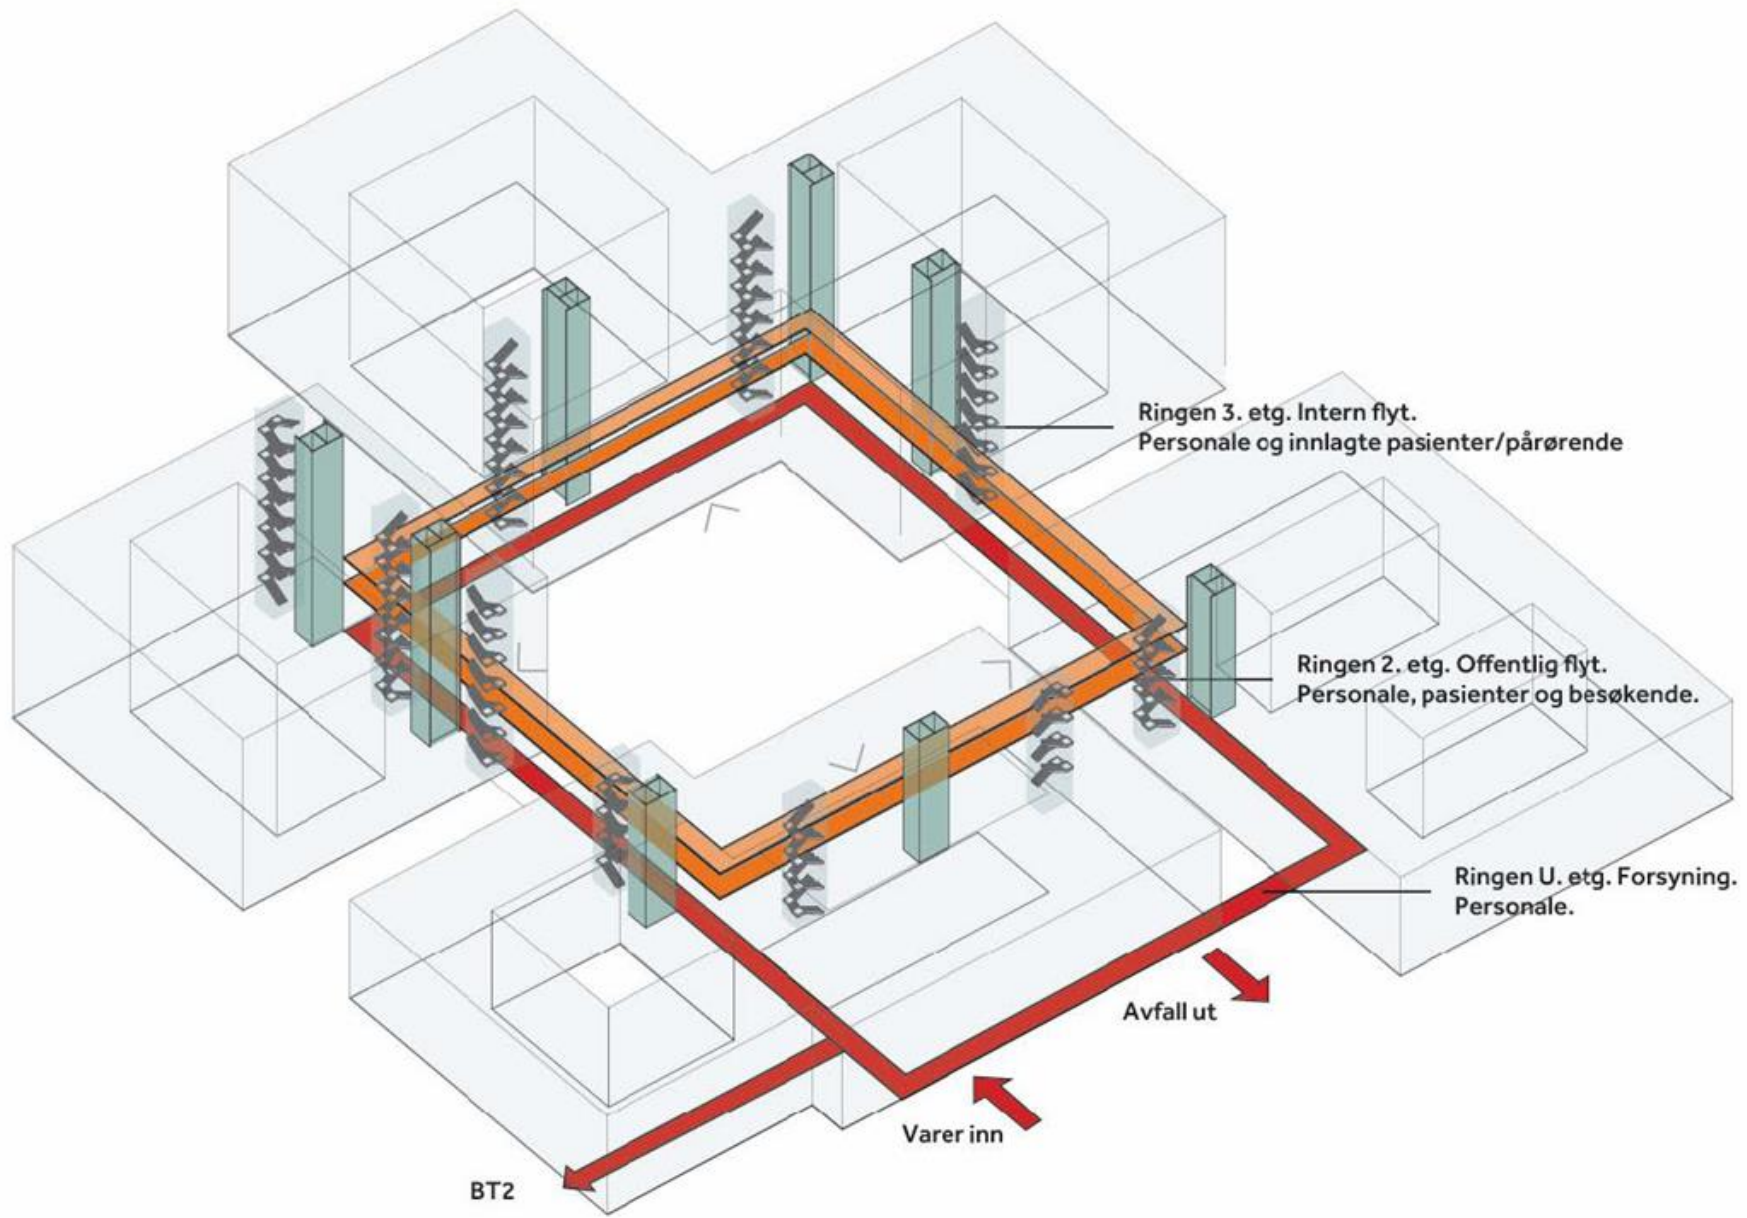 Ringen 3. etg. Intern flyt.
Personale og innlagte pasienter/pårørende
Ringen 2. etg. Offentlig flyt.
Personale, pasienter og besøkende.
Ringen U. etg. Forsyning.
Personale.
Avfall ut
Varer inn
BT2